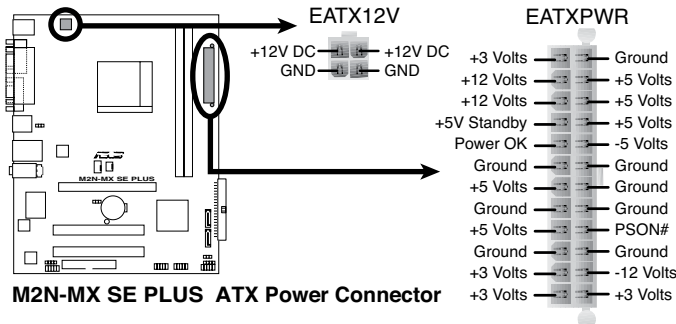 EATX12V
+12V DC +12V DC
GND GND
EATXPWR
+3 Volts Ground
+12 Volts +5 Volts
+12 Volts +5 Volts
+5V Standby +5 Volts
Power OK -5 Volts
Ground Ground
+5 Volts Ground
Ground Ground
+5 Volts PSON#
Ground Ground
+3 Volts -12 Volts
+3 Volts +3 Volts
ASUS
M2N-MX SE PLUS
M2N-MX SE PLUS ATX Power Connector